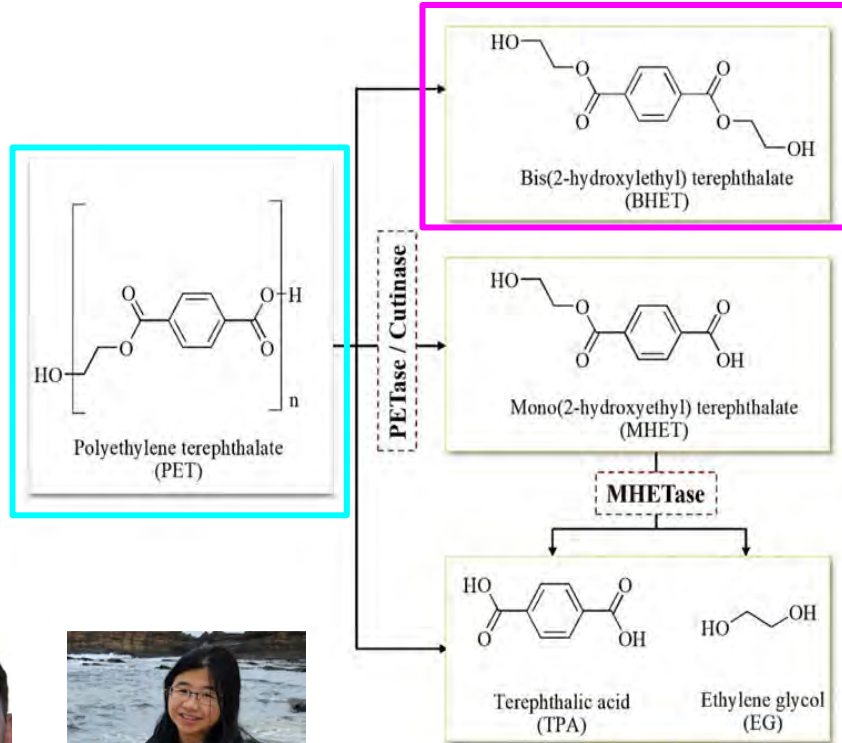 HO
O
O
O
O
OH
Bis(2-hydroxylethyl) terephthalate
(BHET)
O
O
O
O
H
HO
n
Polyethylene terephthalate
(PET)
PETase / Cutinase
HO
O
O
O
OH
Mono(2-hydroxyethyl) terephthalate
(MHET)
MHETase
HO
O
O
OH
Terephthalic acid
(TPA)
HO
OH
Ethylene glycol
(EG)